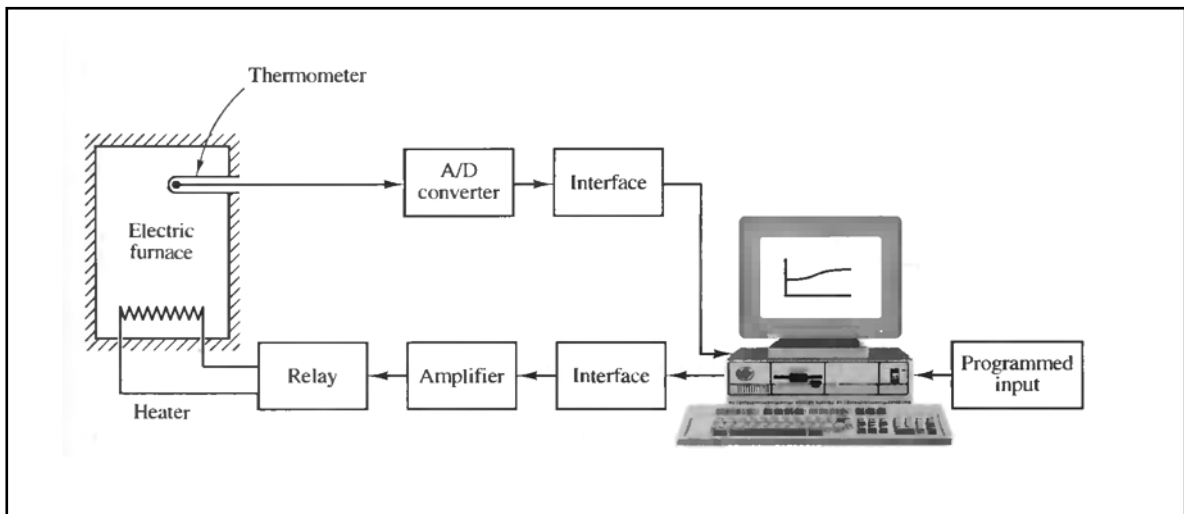 Thermometer
A/D
converter
Interface
Electric
furnace
Relay
Amplifier
Interface
Programmed
input
Heater